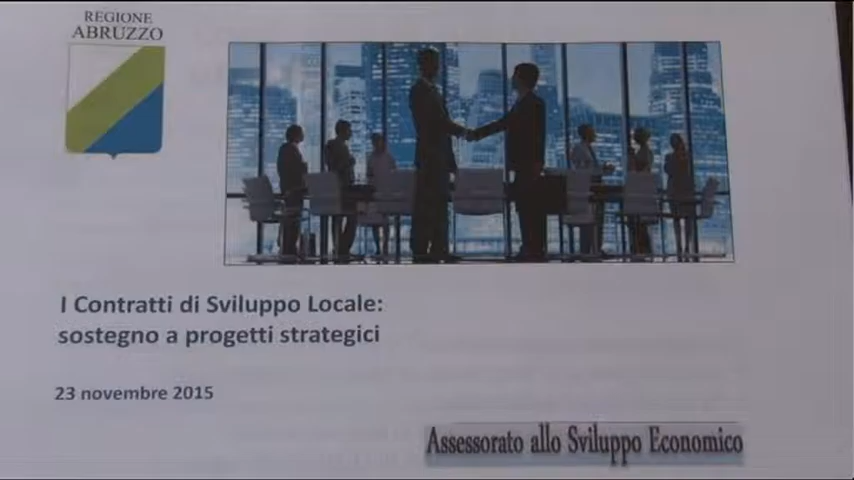 REGIONE
ABRUZZO
I Contratti di Sviluppo Locale:
sostegno a progetti strategici
23 novembre 2015
Assessorato allo Sviluppo Economico